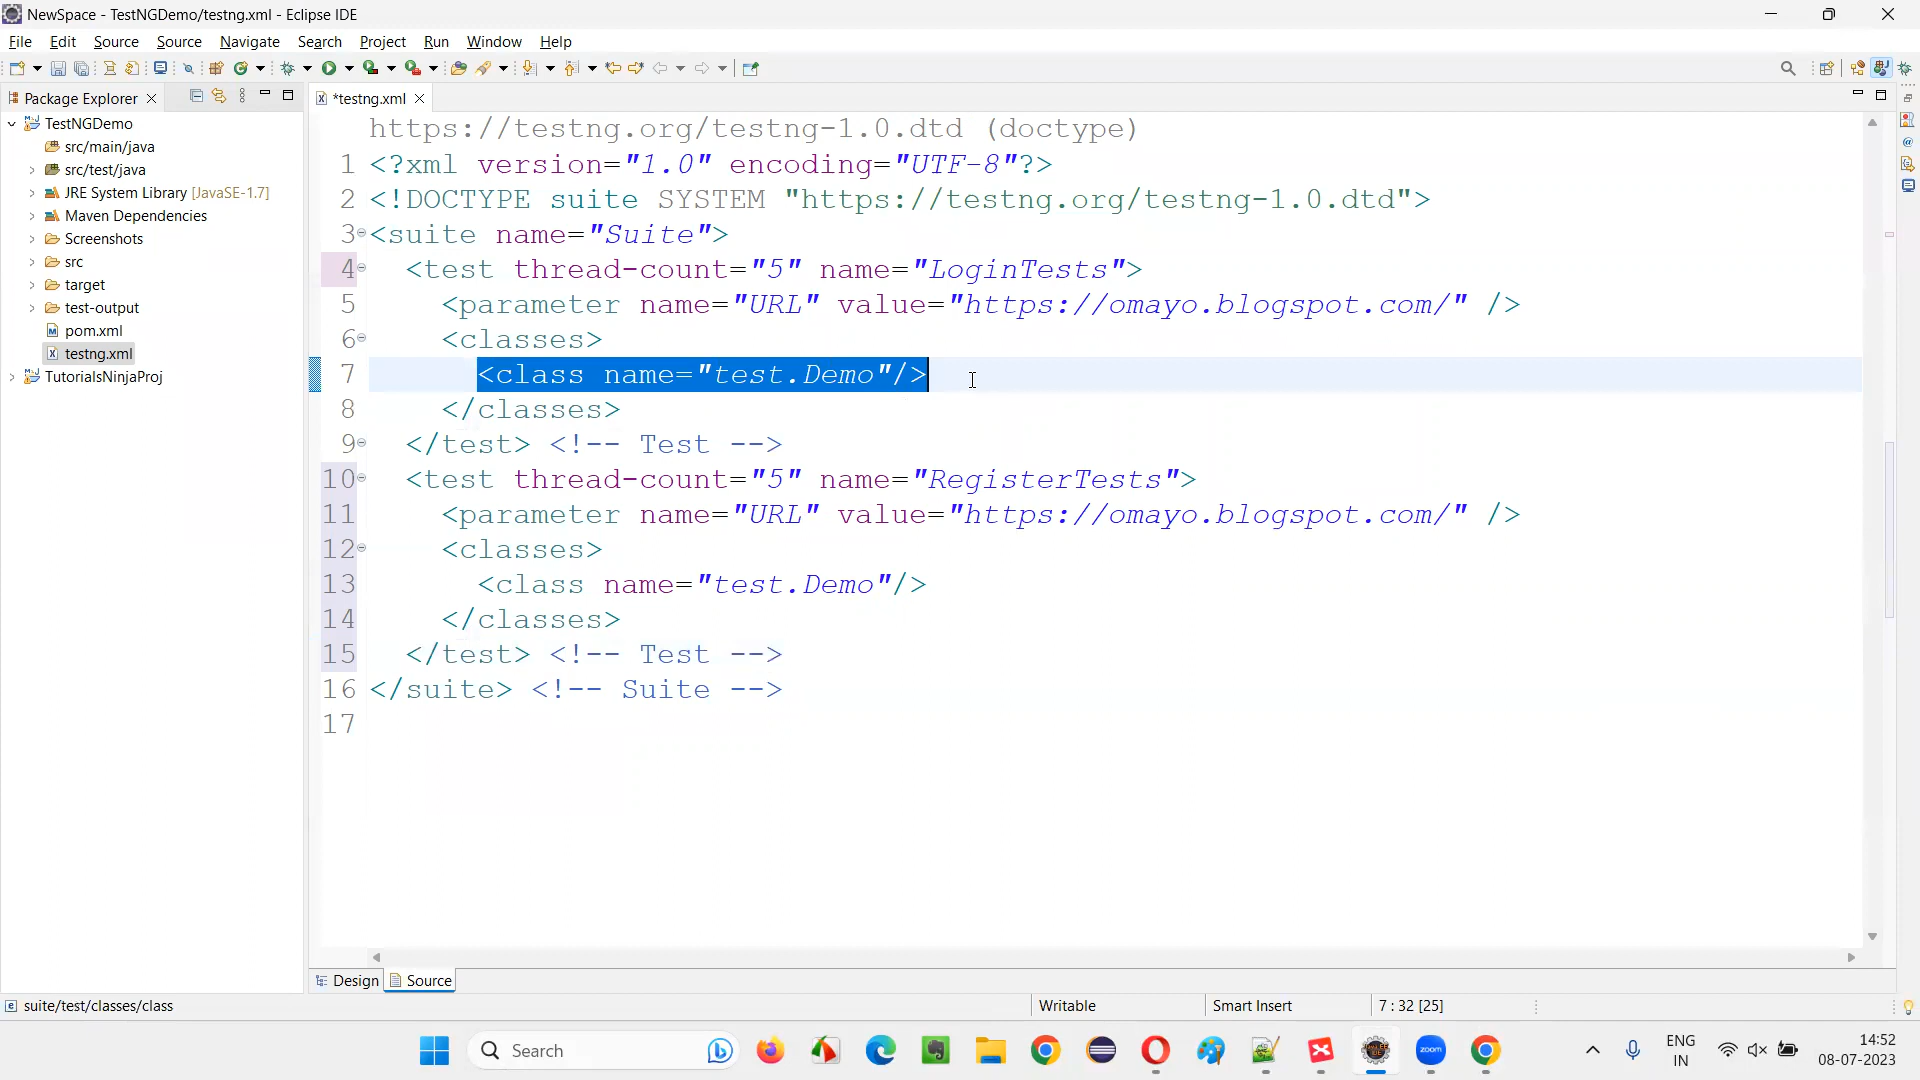 NewSpace - TestNGDemo/testng.xml - Eclipse IDE
File Edit Source Source Navigate Search Project Run Window Help
Package Explorer
*testng.xml
TestNGDemo
src/main/java
src/test/java
JRE System Library [JavaSE-1.7]
Maven Dependencies
Screenshots
src
target
test-output
pom.xml
testng.xml
TutorialsNinjaProj
https://testng.org/testng-1.0.dtd (doctype)
1 <?xml version="1.0" encoding="UTF-8"?>
2 <!DOCTYPE suite SYSTEM "https://testng.org/testng-1.0.dtd">
3 <suite name="Suite">
4 <test thread-count="5" name="LoginTests">
5 <parameter name="URL" value="https://omayo.blogspot.com/" />
6 <classes>
7 <class name="test.Demo"/>
8 </classes>
9 </test> <!-- Test -->
10 <test thread-count="5" name="RegisterTests">
11 <parameter name="URL" value="https://omayo.blogspot.com/" />
12 <classes>
13 <class name="test.Demo"/>
14 </classes>
15 </test> <!-- Test -->
16 </suite> <!-- Suite -->
17
Design Source
suite/test/classes/class Writable Smart Insert 7 : 32 [25]
Search zoom ENG 14:52
IN 08-07-2023